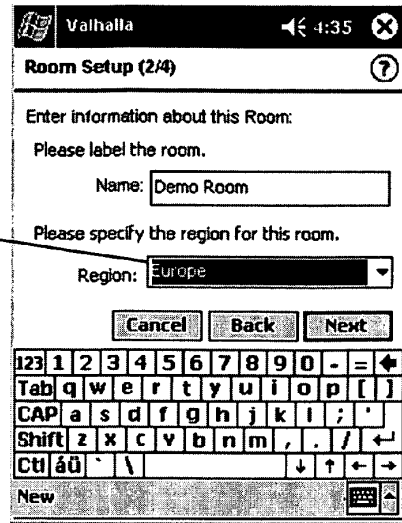 Valhalla 4:35
Room Setup (2/4) ?
Enter information about this Room:
Please label the room.
Name: Demo Room
Please specify the region for this room.
Region: Europe
Cancel Back Next
123 1 2 3 4 5 6 7 8 9 0 - =
Tab q w e r t y u i o p [ ]
CAP a s d f g h j k l ; '
Shift z x c v b n m , . /
Ctl áü ` \
New